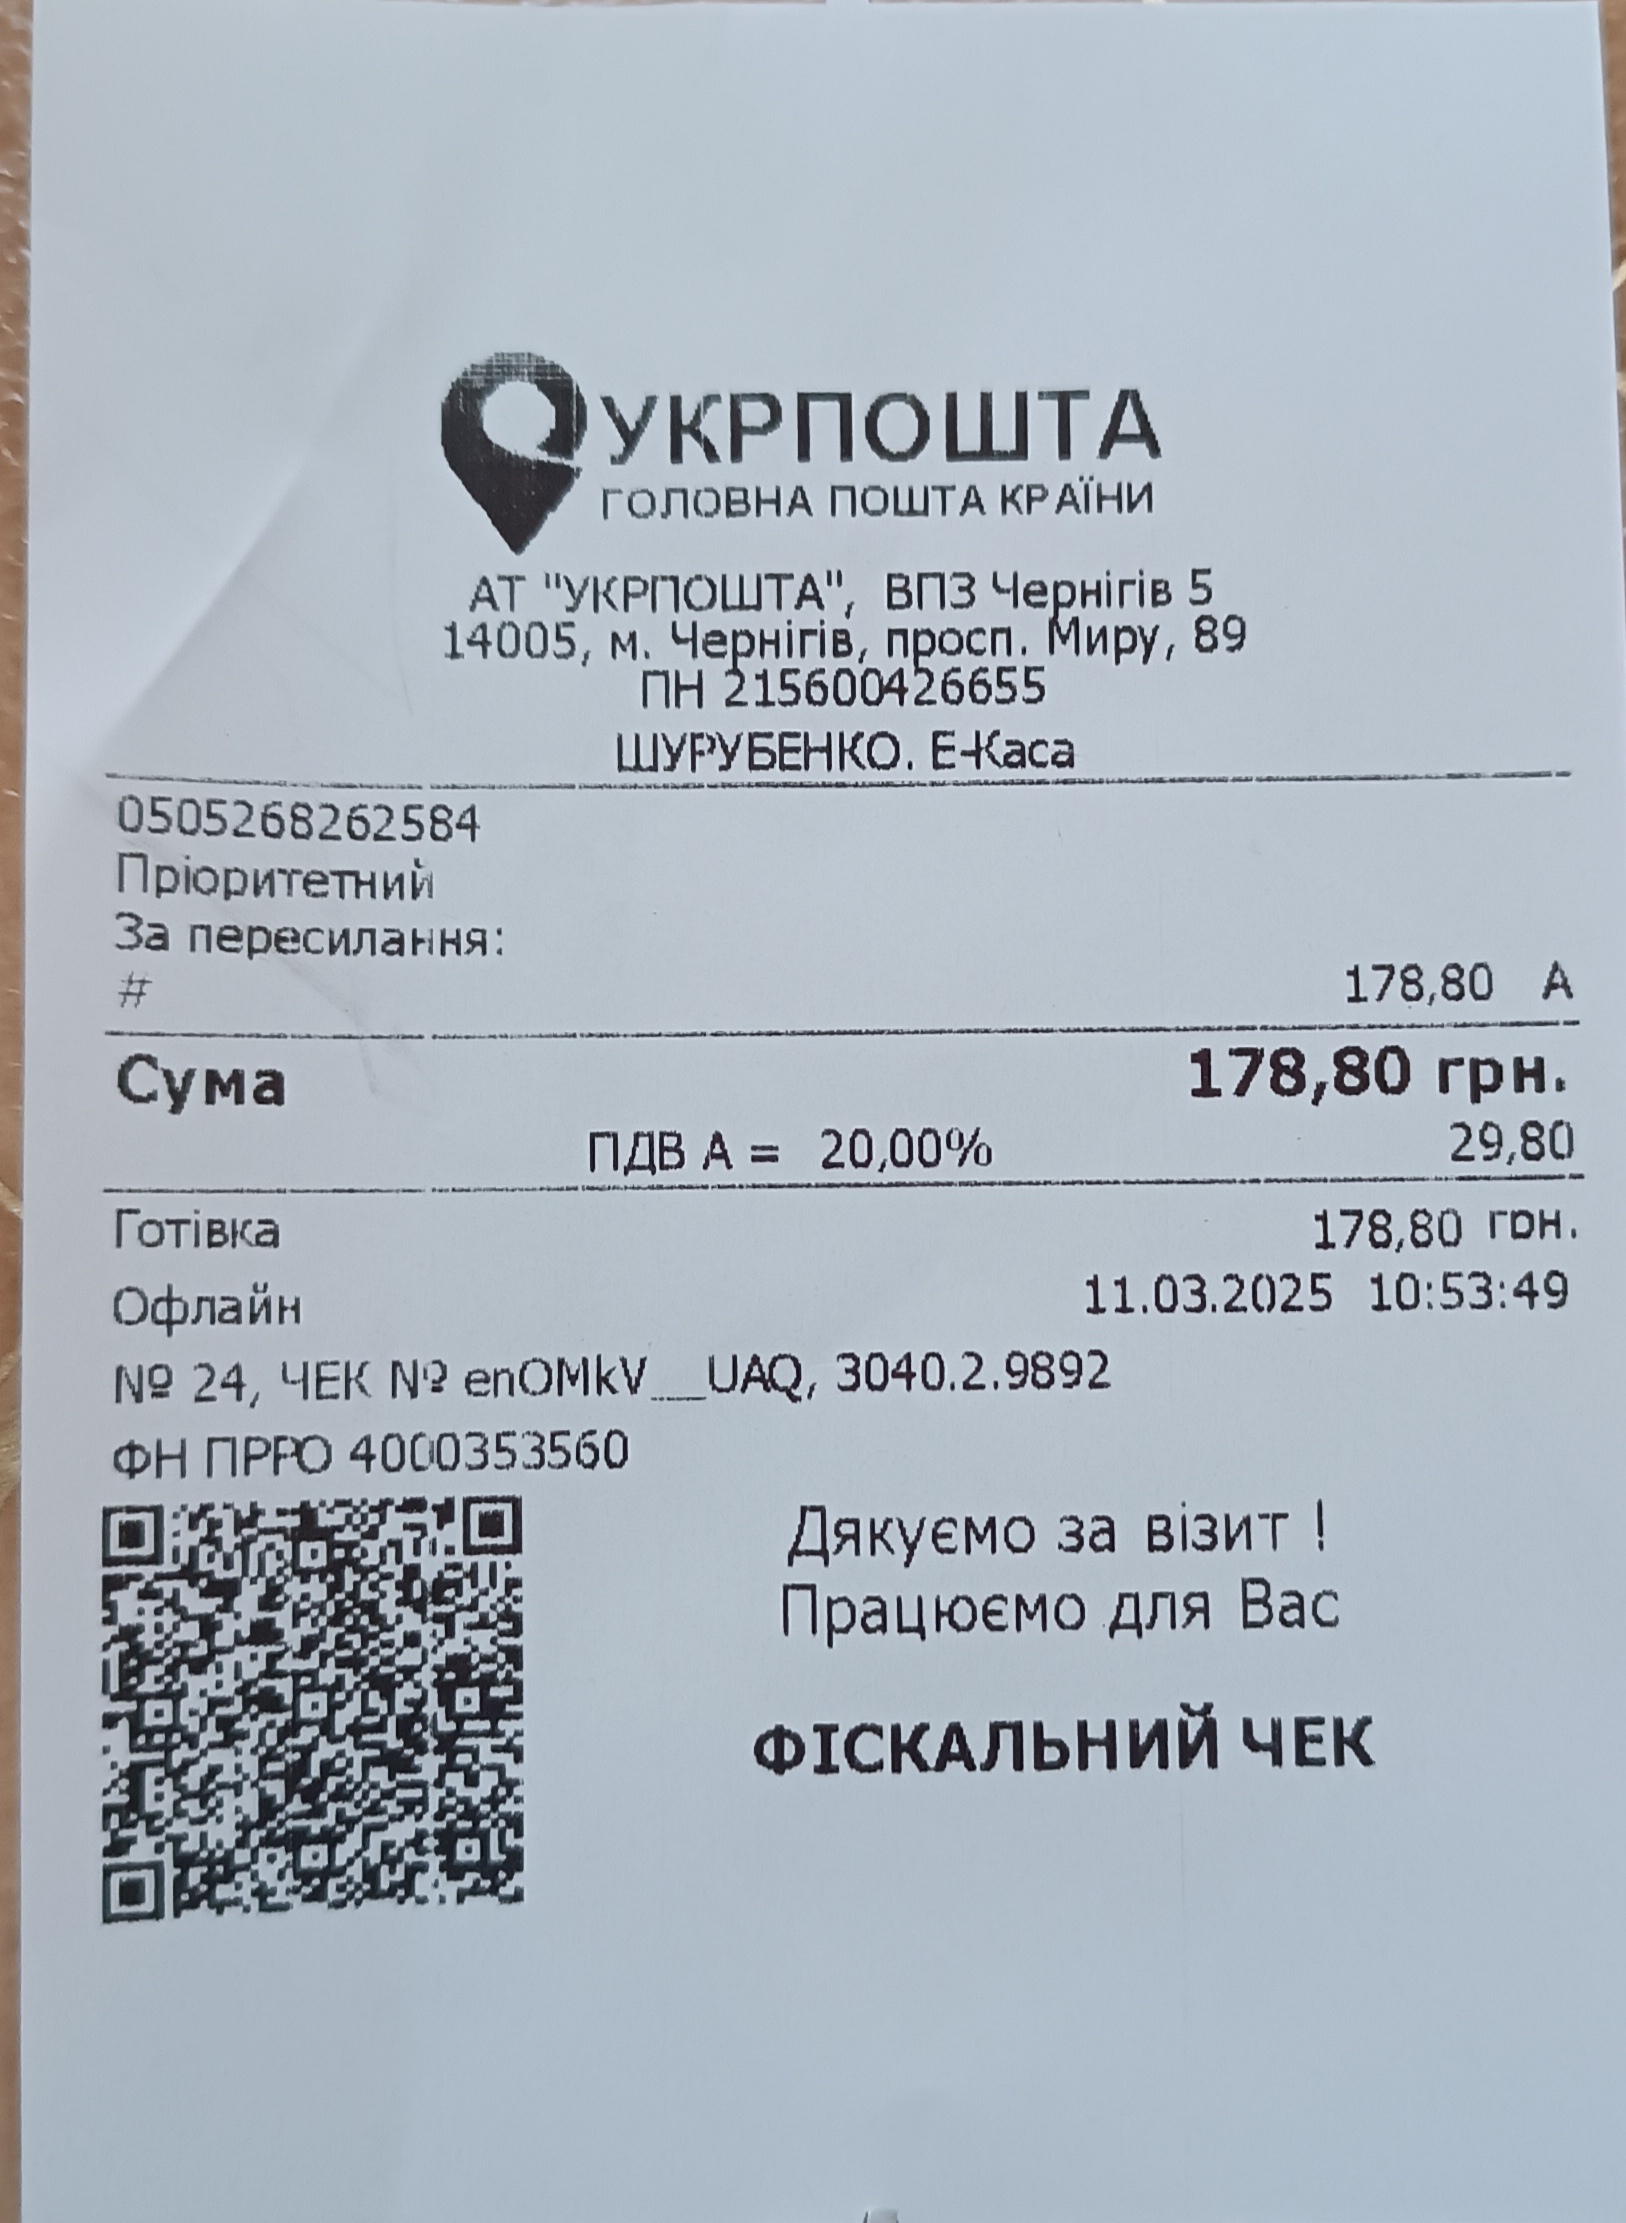 УКРПОШТА
ГОЛОВНА ПОШТА КРАЇНИ
АТ "УКРПОШТА", ВПЗ Чернігів 5
14005, м. Чернігів, просп. Миру, 89
ПН 215600426655
ШУРУБЕНКО. Е-Каса
0505268262584
Пріоритетний
За пересилання:
# 178,80 А
Сума 178,80 грн.
ПДВ А = 20,00% 29,80
Готівка 178,80 грн.
Офлайн 11.03.2025 10:53:49
№ 24, ЧЕК № enOMkV__UAQ, 3040.2.9892
ФН ПРРО 4000353560
Дякуємо за візит !
Працюємо для Вас
ФІСКАЛЬНИЙ ЧЕК